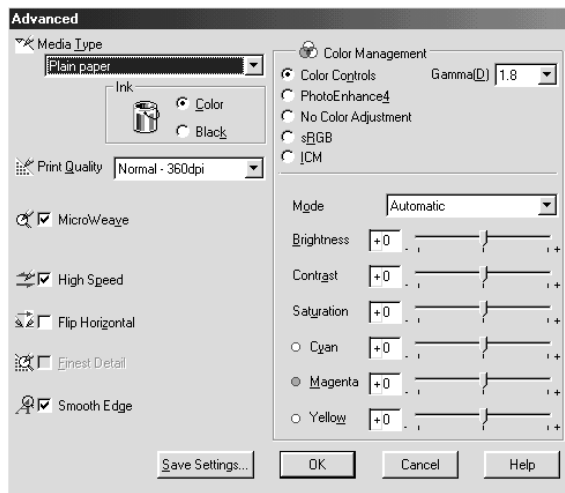 Advanced
Media Type
Plain paper
Ink
Color
Black
Print Quality Normal - 360dpi
MicroWeave
High Speed
Flip Horizontal
Finest Detail
Smooth Edge
Color Management
Color Controls Gamma(D) 1.8
PhotoEnhance4
No Color Adjustment
sRGB
ICM
Mode Automatic
Brightness +0 - +
Contrast +0 - +
Saturation +0 - +
Cyan +0 - +
Magenta +0 - +
Yellow +0 - +
Save Settings... OK Cancel Help